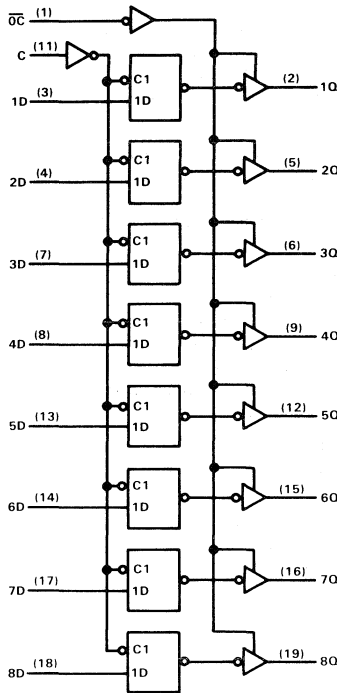 OC (1)
C (11)
C1 (2)
1D (3) 1D 1Q
C1 (5)
2D (4) 1D 2Q
C1 (6)
3D (7) 1D 3Q
C1 (9)
4D (8) 1D 4Q
C1 (12)
5D (13) 1D 5Q
C1 (15)
6D (14) 1D 6Q
C1 (16)
7D (17) 1D 7Q
C1 (19)
8D (18) 1D 8Q